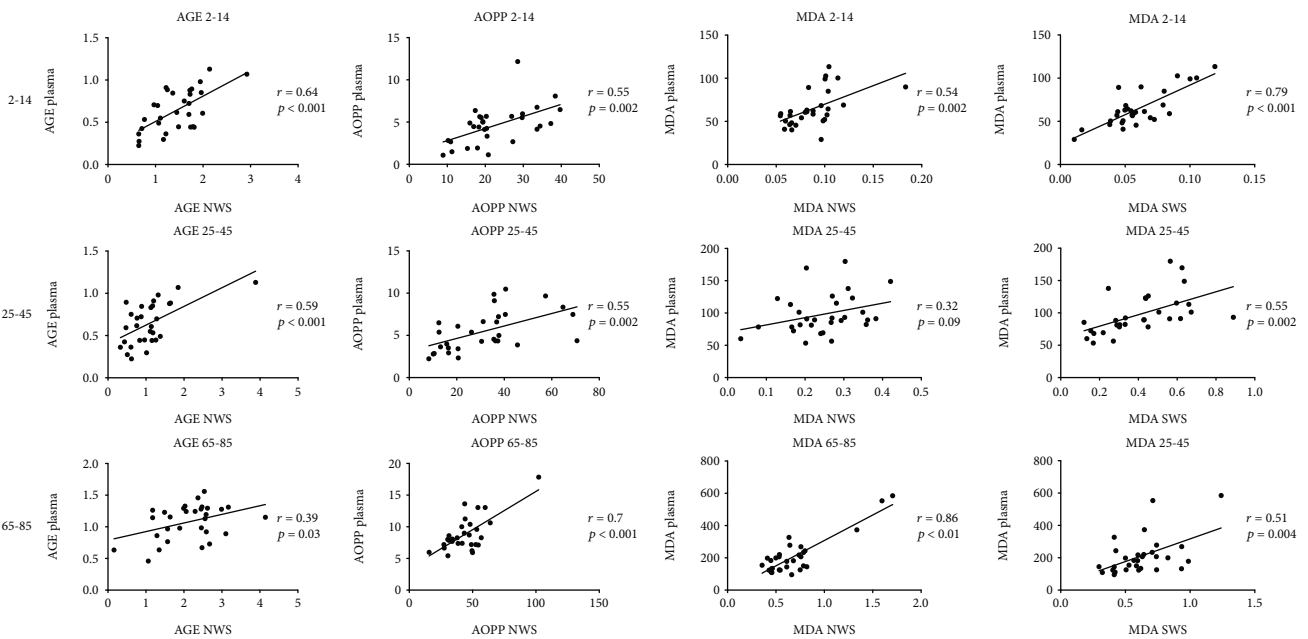 AGE 2-14
AOPP 2-14
MDA 2-14
MDA 2-14
2-14
AGE plasma
1.5
1.0
0.5
0.0
0
1
2
3
4
AGE NWS
r = 0.64
p < 0.001
AOPP plasma
15
10
5
0
0
10
20
30
40
50
AOPP NWS
r = 0.55
p = 0.002
MDA plasma
150
100
50
0
0.00
0.05
0.10
0.15
0.20
MDA NWS
r = 0.54
p = 0.002
MDA plasma
150
100
50
0
0.00
0.05
0.10
0.15
MDA SWS
r = 0.79
p < 0.001
AGE 25-45
AOPP 25-45
MDA 25-45
MDA 25-45
25-45
AGE plasma
1.5
1.0
0.5
0.0
0
1
2
3
4
5
AGE NWS
r = 0.59
p < 0.001
AOPP plasma
15
10
5
0
0
20
40
60
80
AOPP NWS
r = 0.55
p = 0.002
MDA plasma
200
150
100
50
0
0.0
0.1
0.2
0.3
0.4
0.5
MDA NWS
r = 0.32
p = 0.09
MDA plasma
200
150
100
50
0
0.0
0.2
0.4
0.6
0.8
1.0
MDA SWS
r = 0.55
p = 0.002
AGE 65-85
AOPP 65-85
MDA 65-85
MDA 25-45
65-85
AGE plasma
2.0
1.5
1.0
0.5
0.0
0
1
2
3
4
5
AGE NWS
r = 0.39
p = 0.03
AOPP plasma
20
15
10
5
0
0
50
100
150
AOPP NWS
r = 0.7
p < 0.001
MDA plasma
800
600
400
200
0
0.0
0.5
1.0
1.5
2.0
MDA NWS
r = 0.86
p < 0.01
MDA plasma
800
600
400
200
0
0.0
0.5
1.0
1.5
MDA SWS
r = 0.51
p = 0.004